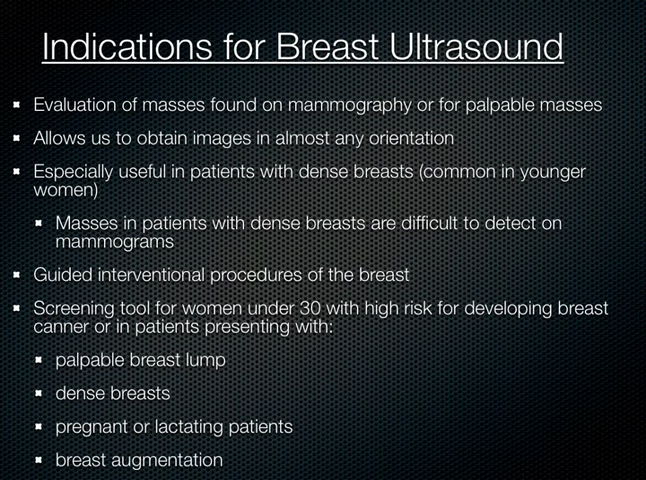 Indications for Breast Ultrasound
Evaluation of masses found on mammography or for palpable masses
Allows us to obtain images in almost any orientation
Especially useful in patients with dense breasts (common in younger
women)
Masses in patients with dense breasts are difficult to detect on
mammograms
Guided interventional procedures of the breast
Screening tool for women under 30 with high risk for developing breast
canner or in patients presenting with:
palpable breast lump
dense breasts
pregnant or lactating patients
breast augmentation